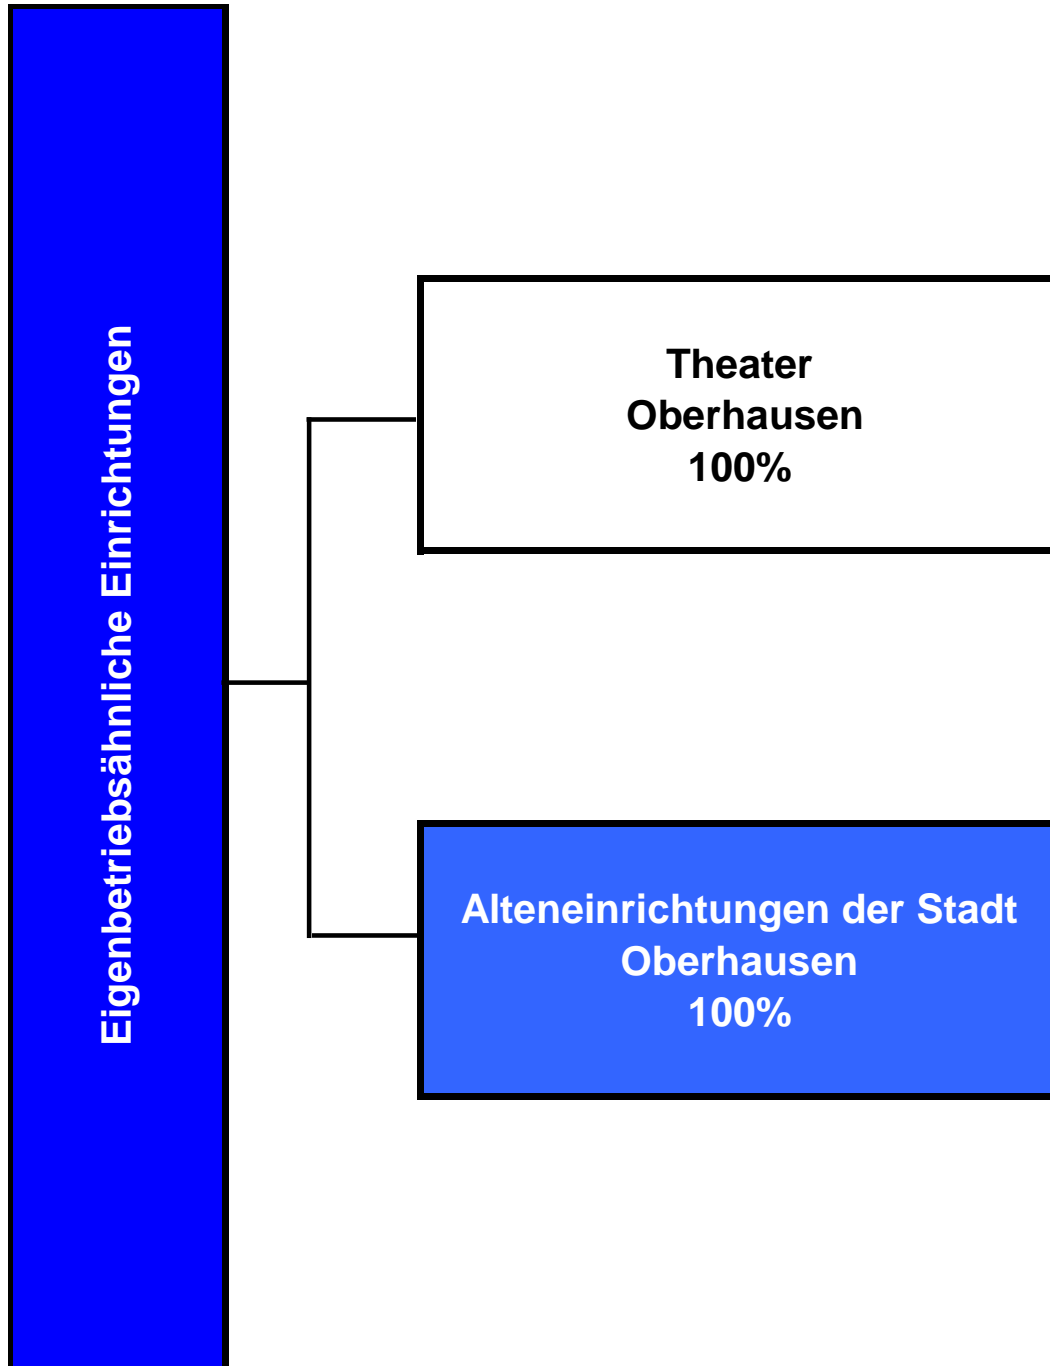 Eigenbetriebsähnliche Einrichtungen
Theater
Oberhausen
100%
Alteneinrichtungen der Stadt
Oberhausen
100%